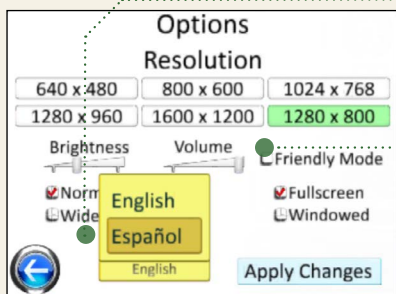 Options
Resolution
640 x 480 800 x 600 1024 x 768
1280 x 960 1600 x 1200 1280 x 800
Brightness Volume
Friendly Mode
Norm Fullscreen
Wide Windowed
English
Español
English
Apply Changes